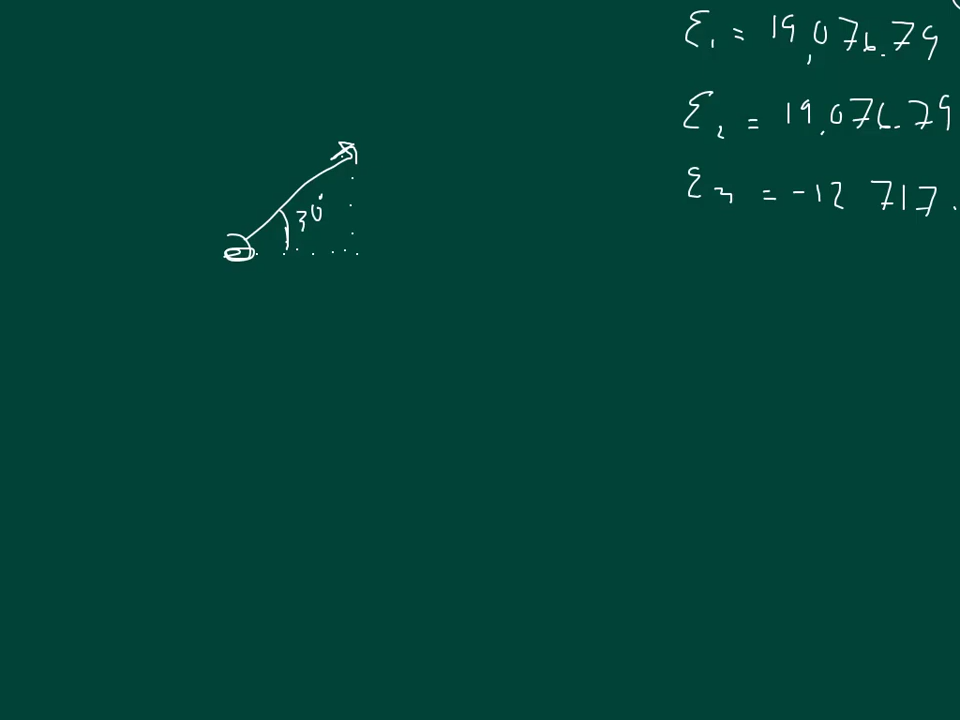 ε₁ = 19,076.79
ε₂ = 19,076.79
ε₃ = -12 717.
30°